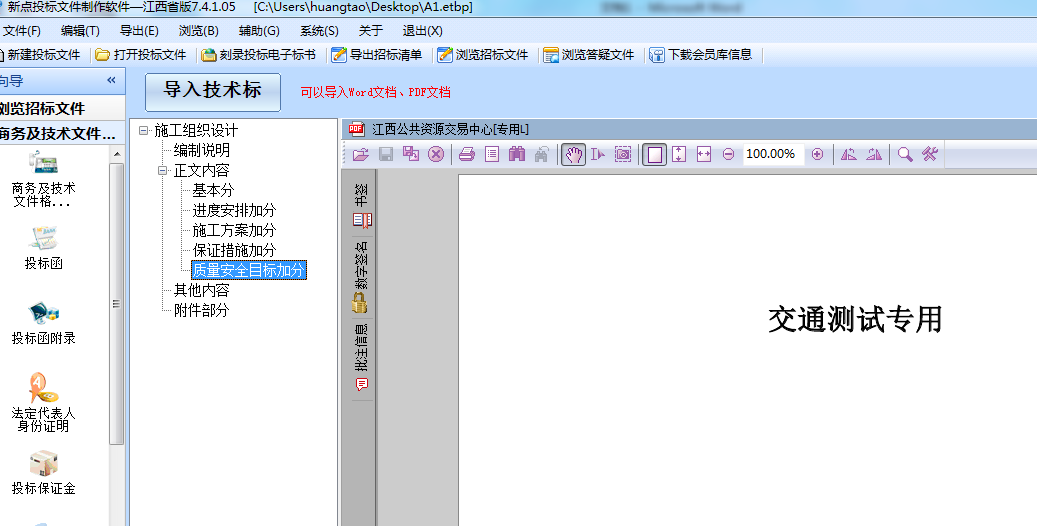 新点投标文件制作软件—江西省版7.4.1.05 [C:\Users\huangtao\Desktop\A1.etbp]
文件(F) 编辑(T) 导出(E) 浏览(B) 辅助(G) 系统(S) 关于 退出(X)
新建投标文件 打开投标文件 刻录投标电子标书 导出招标清单 浏览招标文件 浏览答疑文件 下载会员库信息
向导 «
浏览招标文件
商务及技术文件...
商务及技术
文件格...
投标函
投标函附录
法定代表人
身份证明
投标保证金
导入技术标
可以导入Word文档、PDF文档
施工组织设计
编制说明
正文内容
基本分
进度安排加分
施工方案加分
保证措施加分
质量安全目标加分
其他内容
附件部分
PDF 江西公共资源交易中心[专用L]
100.00%
书签
数字签名
批注信息
交通测试专用